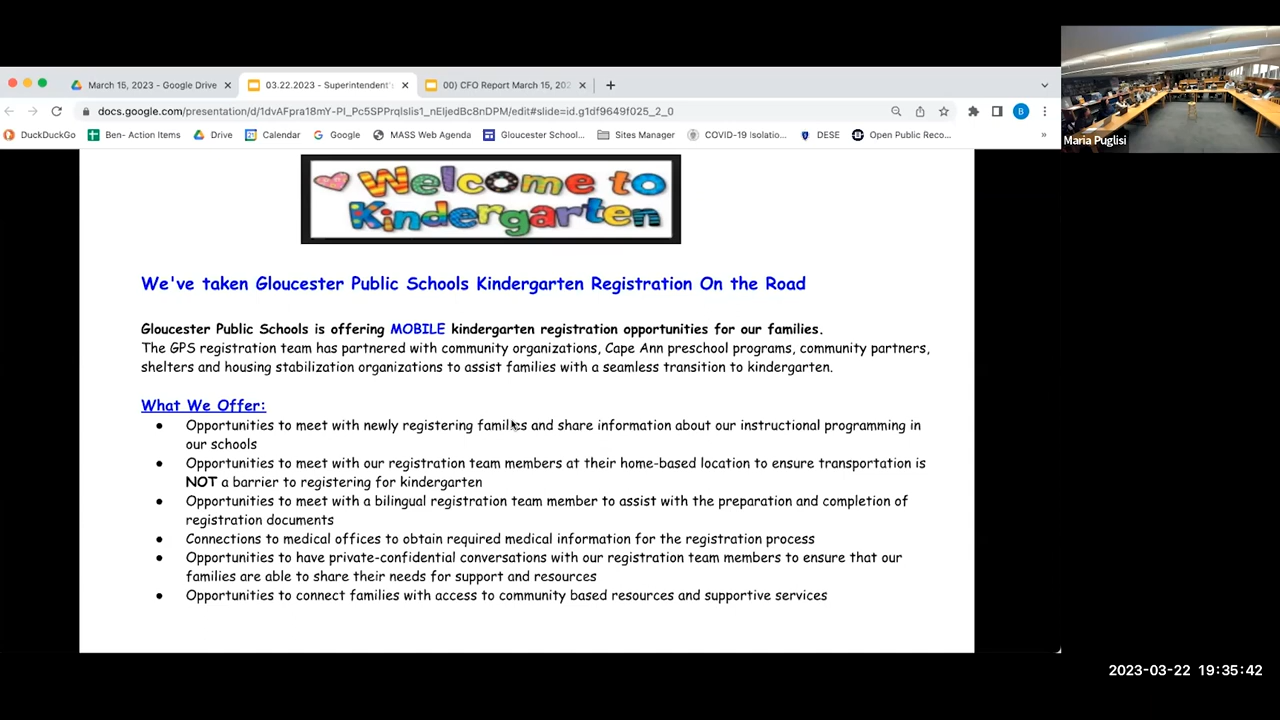 March 15, 2023 - Google Drive
03.22.2023 - Superintendent's
00) CFO Report March 15, 202
docs.google.com/presentation/d/1dvAFpra18mY-PI_Pc5SPPrqlslis1_nEljedBc8nDPM/edit#slide=id.g1df9649f025_2_0
DuckDuckGo Ben- Action Items Drive Calendar Google MASS Web Agenda Gloucester School... Sites Manager COVID-19 Isolatio... DESE Open Public Reco... »
B
Maria Puglisi
Welcome to
Kindergarten
We've taken Gloucester Public Schools Kindergarten Registration On the Road
Gloucester Public Schools is offering MOBILE kindergarten registration opportunities for our families.
The GPS registration team has partnered with community organizations, Cape Ann preschool programs, community partners,
shelters and housing stabilization organizations to assist families with a seamless transition to kindergarten.
What We Offer:
● Opportunities to meet with newly registering families and share information about our instructional programming in
our schools
● Opportunities to meet with our registration team members at their home-based location to ensure transportation is
NOT a barrier to registering for kindergarten
● Opportunities to meet with a bilingual registration team member to assist with the preparation and completion of
registration documents
● Connections to medical offices to obtain required medical information for the registration process
● Opportunities to have private-confidential conversations with our registration team members to ensure that our
families are able to share their needs for support and resources
● Opportunities to connect families with access to community based resources and supportive services
2023-03-22 19:35:42